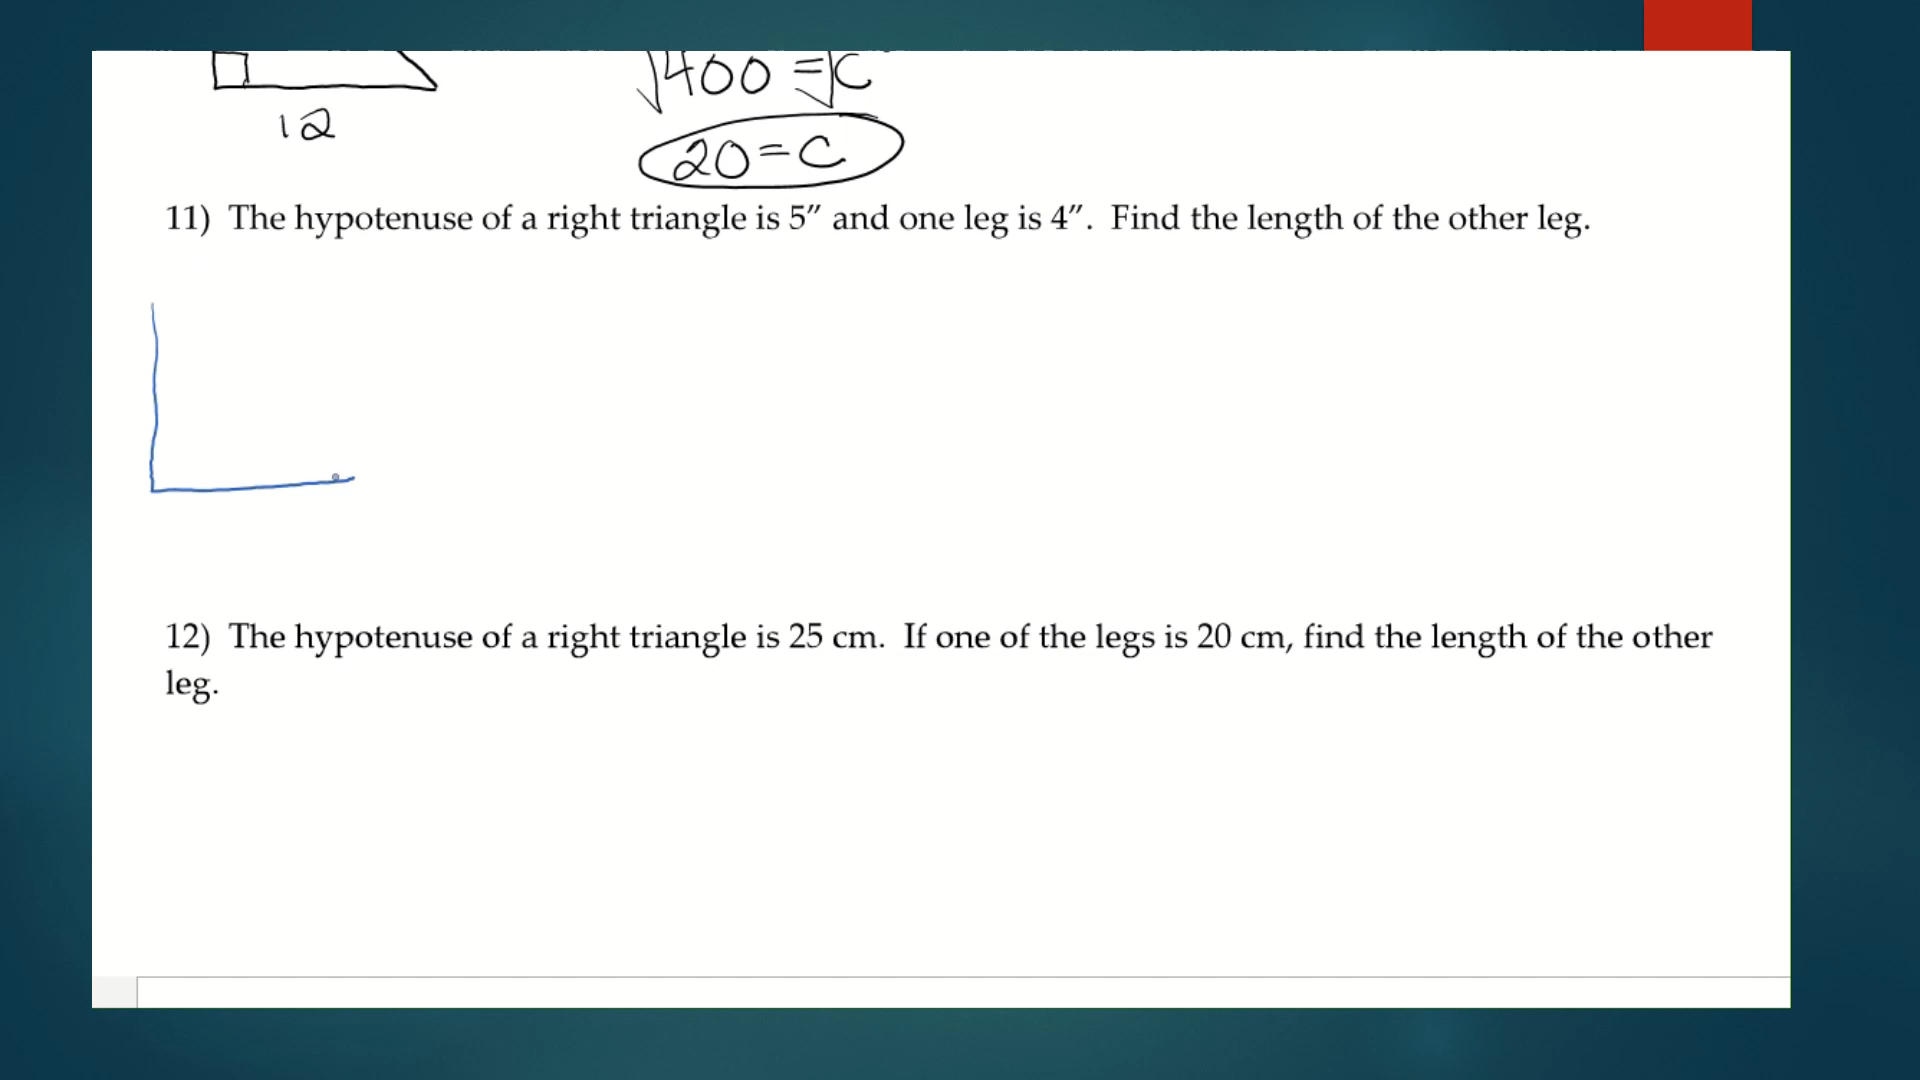 12
√400 = √c
20 = c
11) The hypotenuse of a right triangle is 5″ and one leg is 4″. Find the length of the other leg.
12) The hypotenuse of a right triangle is 25 cm. If one of the legs is 20 cm, find the length of the other
leg.